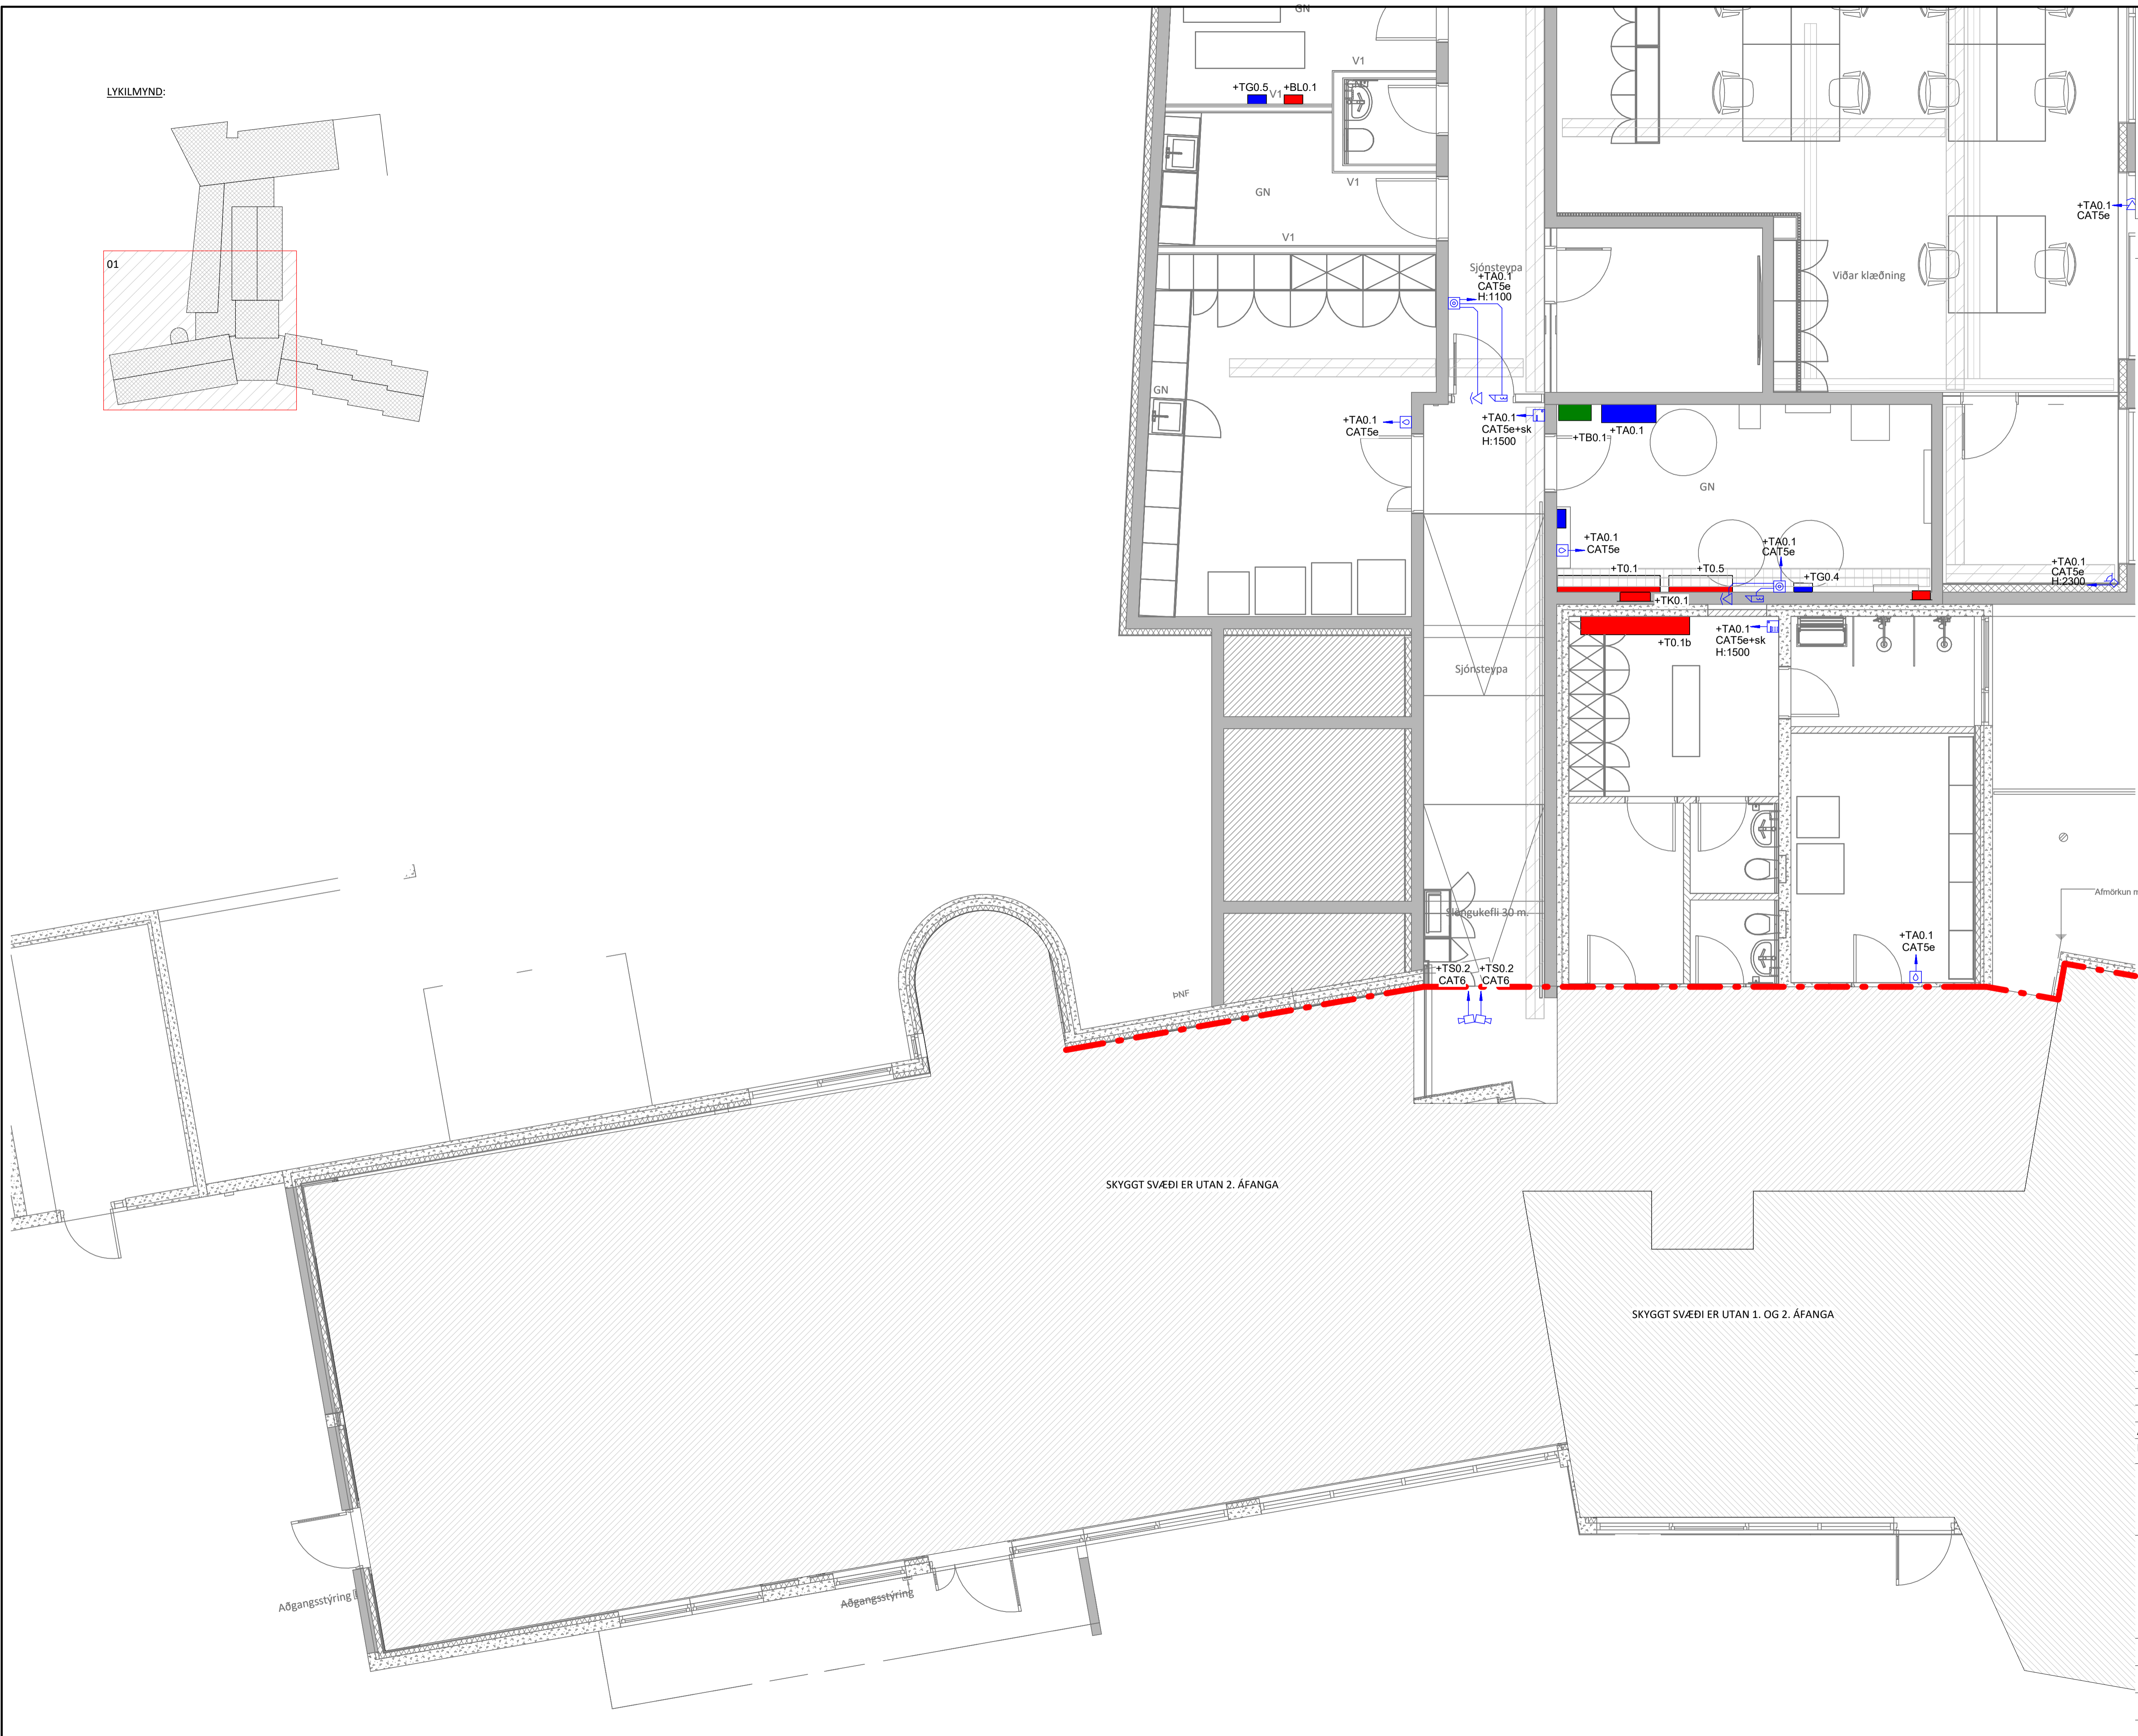 GN
LYKILMYND:
V1
+TG0.5
V1
+BL0.1
GN
V1
+TA0.1
CAT5e
V1
01
Sjónsteypa
+TA0.1
CAT5e
H:1100
Viðar klæðning
GN
+TA0.1
CAT5e
+TA0.1
CAT5e+sk
H:1500
+TB0.1
+TA0.1
GN
+TA0.1
CAT5e
+TA0.1
CAT5e
+T0.1
+T0.5
+TG0.4
+TA0.1
CAT5e
H:2300
+TK0.1
+T0.1b
+TA0.1
CAT5e+sk
H:1500
Sjónsteypa
Afmörkun
Slöngukefli 30 m.
+TA0.1
CAT5e
+TS0.2
CAT6
+TS0.2
CAT6
ÞNF
SKYGGT SVÆÐI ER UTAN 2. ÁFANGA
SKYGGT SVÆÐI ER UTAN 1. OG 2. ÁFANGA
Aðgangsstýring
Aðgangsstýring